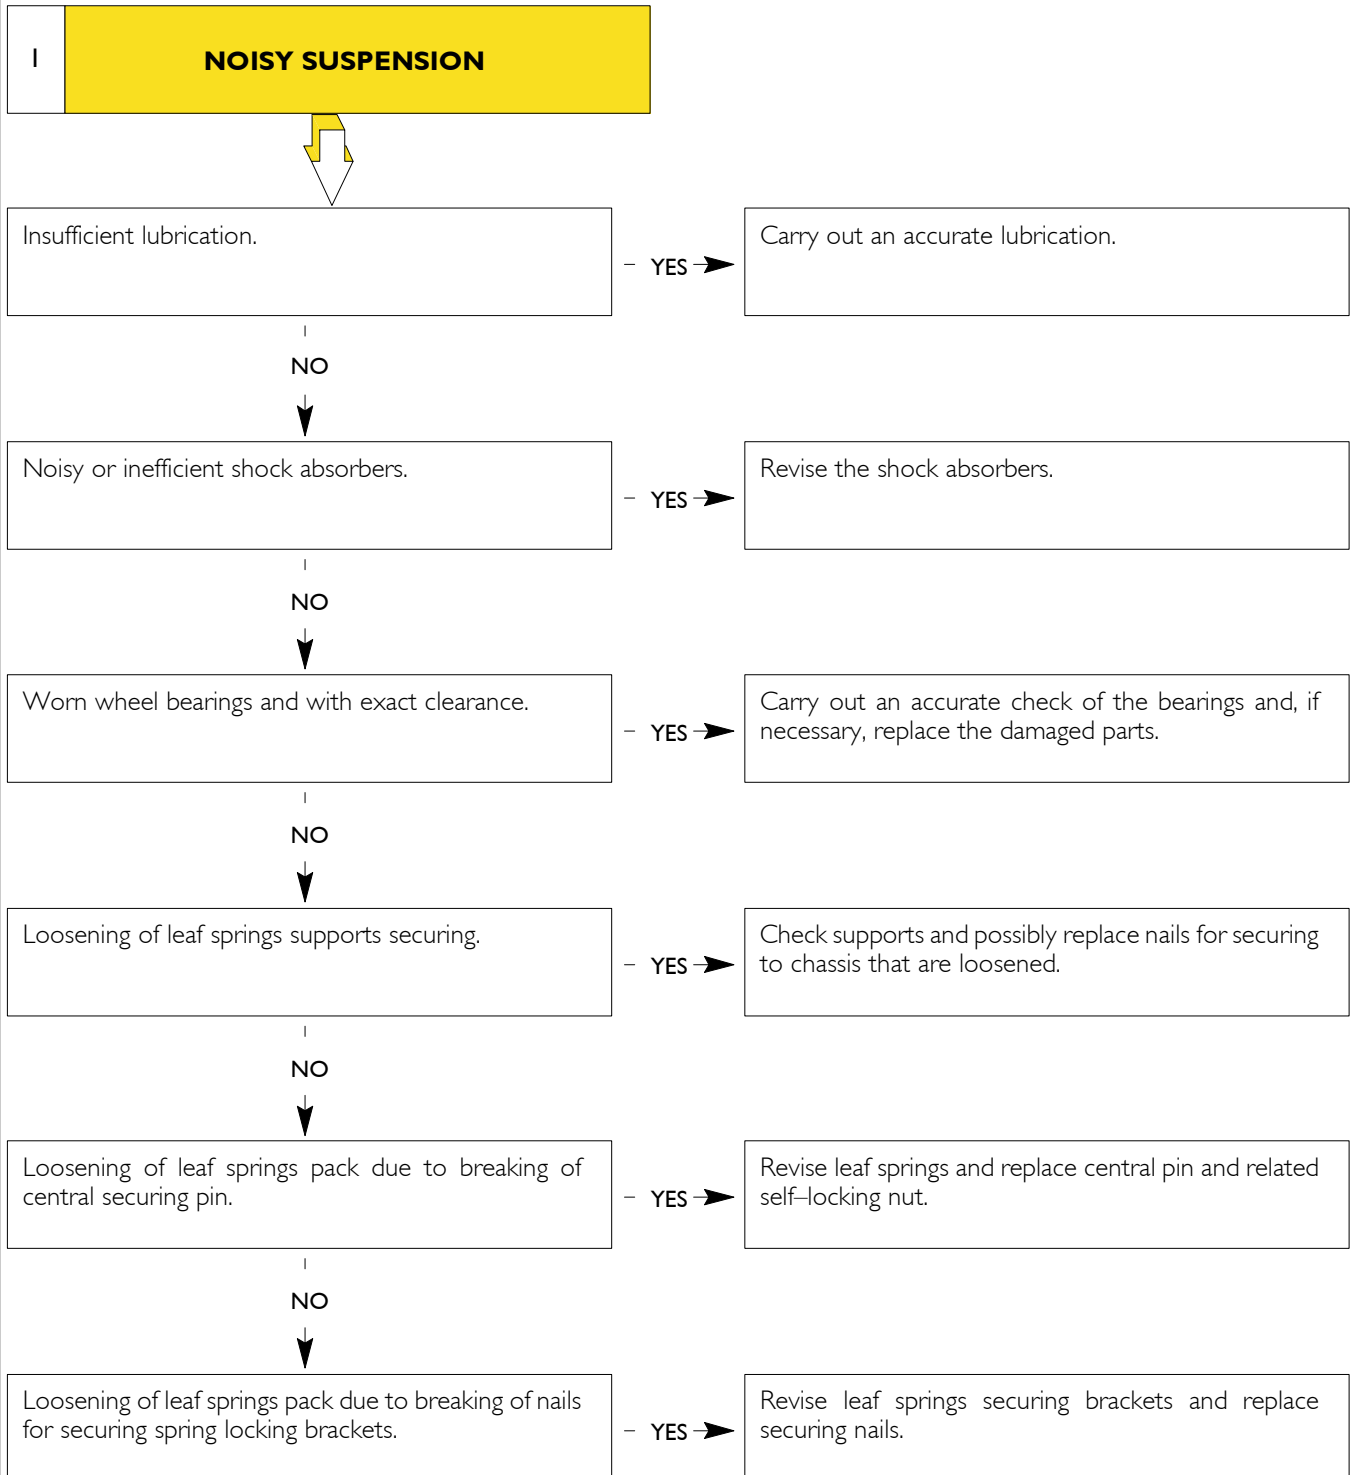 1
NOISY SUSPENSION
Insufficient lubrication.
YES
Carry out an accurate lubrication.
NO
Noisy or inefficient shock absorbers.
YES
Revise the shock absorbers.
NO
Worn wheel bearings and with exact clearance.
YES
Carry out an accurate check of the bearings and, if
necessary, replace the damaged parts.
NO
Loosening of leaf springs supports securing.
YES
Check supports and possibly replace nails for securing
to chassis that are loosened.
NO
Loosening of leaf springs pack due to breaking of
central securing pin.
YES
Revise leaf springs and replace central pin and related
self–locking nut.
NO
Loosening of leaf springs pack due to breaking of nails
for securing spring locking brackets.
YES
Revise leaf springs securing brackets and replace
securing nails.